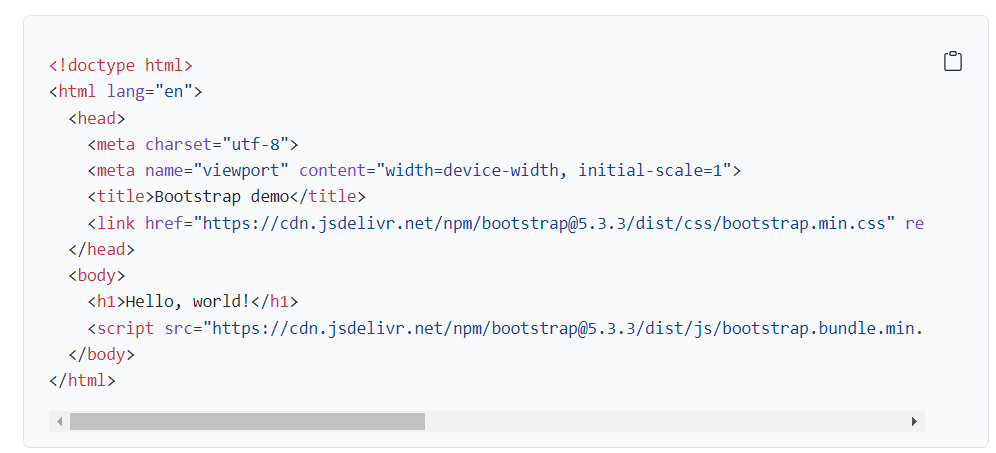 <!doctype html>
<html lang="en">
  <head>
    <meta charset="utf-8">
    <meta name="viewport" content="width=device-width, initial-scale=1">
    <title>Bootstrap demo</title>
    <link href="https://cdn.jsdelivr.net/npm/bootstrap@5.3.3/dist/css/bootstrap.min.css" re
  </head>
  <body>
    <h1>Hello, world!</h1>
    <script src="https://cdn.jsdelivr.net/npm/bootstrap@5.3.3/dist/js/bootstrap.bundle.min.
  </body>
</html>